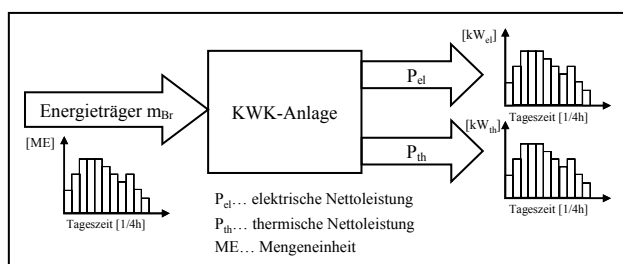 Energieträger m_Br
[ME]
Tageszeit [1/4h]
KWK-Anlage
P_el
P_th
[kW_el]
Tageszeit [1/4h]
[kW_th]
Tageszeit [1/4h]
P_el… elektrische Nettoleistung
P_th… thermische Nettoleistung
ME… Mengeneinheit